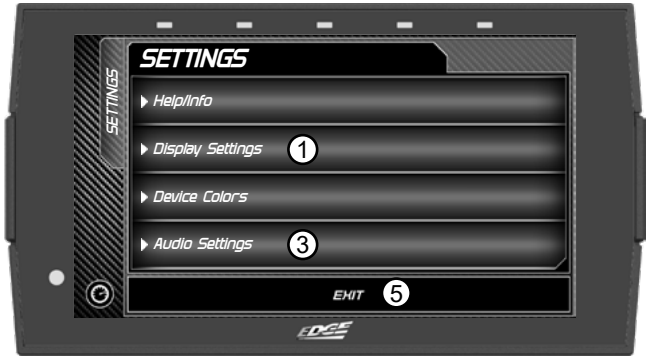 SETTINGS
SETTINGS
Help/Info
Display Settings 1
Device Colors
Audio Settings 3
EXIT 5
EDGE